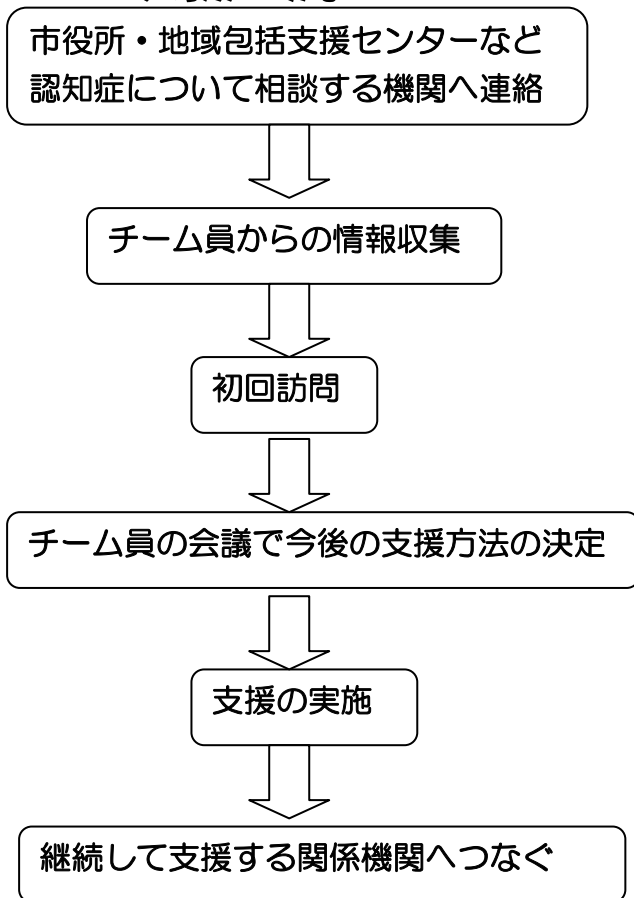 市役所・地域包括支援センターなど
認知症について相談する機関へ連絡
チーム員からの情報収集
初回訪問
チーム員の会議で今後の支援方法の決定
支援の実施
継続して支援する関係機関へつなぐ